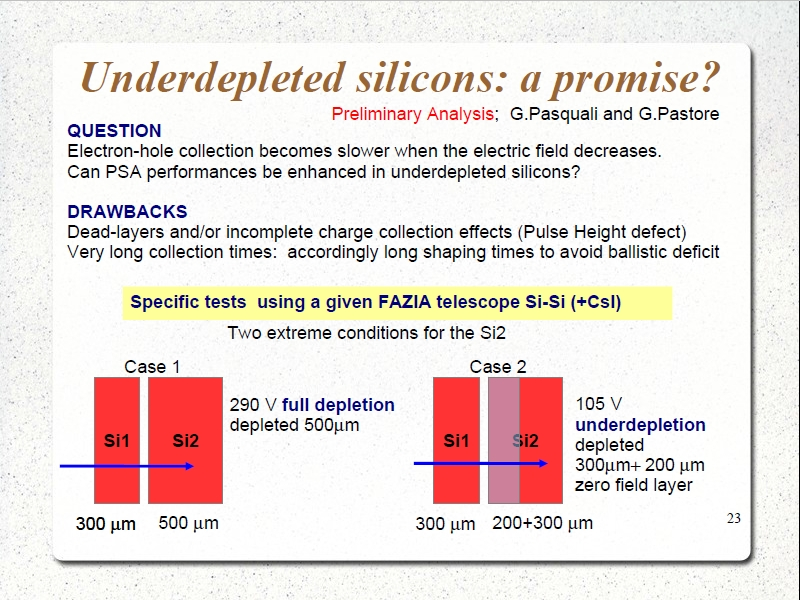 Underdepleted silicons: a promise?
Preliminary Analysis; G.Pasquali and G.Pastore
QUESTION
Electron-hole collection becomes slower when the electric field decreases.
Can PSA performances be enhanced in underdepleted silicons?
DRAWBACKS
Dead-layers and/or incomplete charge collection effects (Pulse Height defect)
Very long collection times: accordingly long shaping times to avoid ballistic deficit
Specific tests using a given FAZIA telescope Si-Si (+CsI)
Two extreme conditions for the Si2
Case 1
290 V full depletion
depleted 500μm
Si1 Si2
300 μm 500 μm
Case 2
105 V
underdepletion
depleted
300μm+ 200 μm
zero field layer
Si1 Si2
300 μm 200+300 μm
23